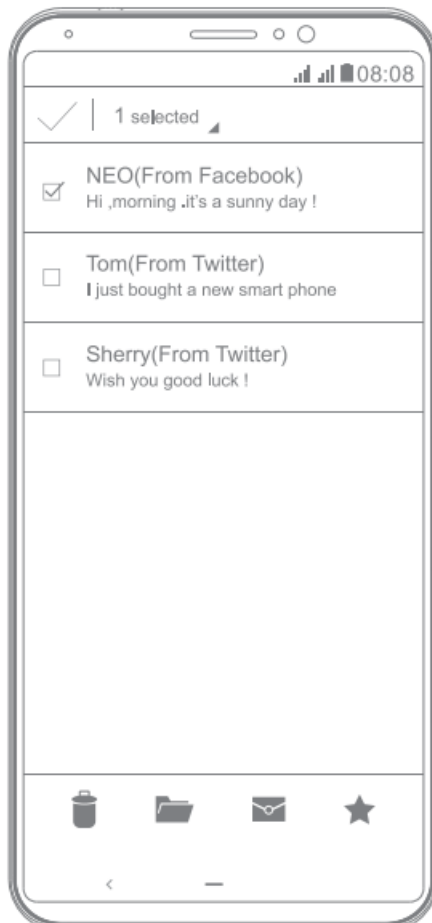 08:08
1 selected
NEO(From Facebook)
Hi ,morning .it's a sunny day !
Tom(From Twitter)
I just bought a new smart phone
Sherry(From Twitter)
Wish you good luck !